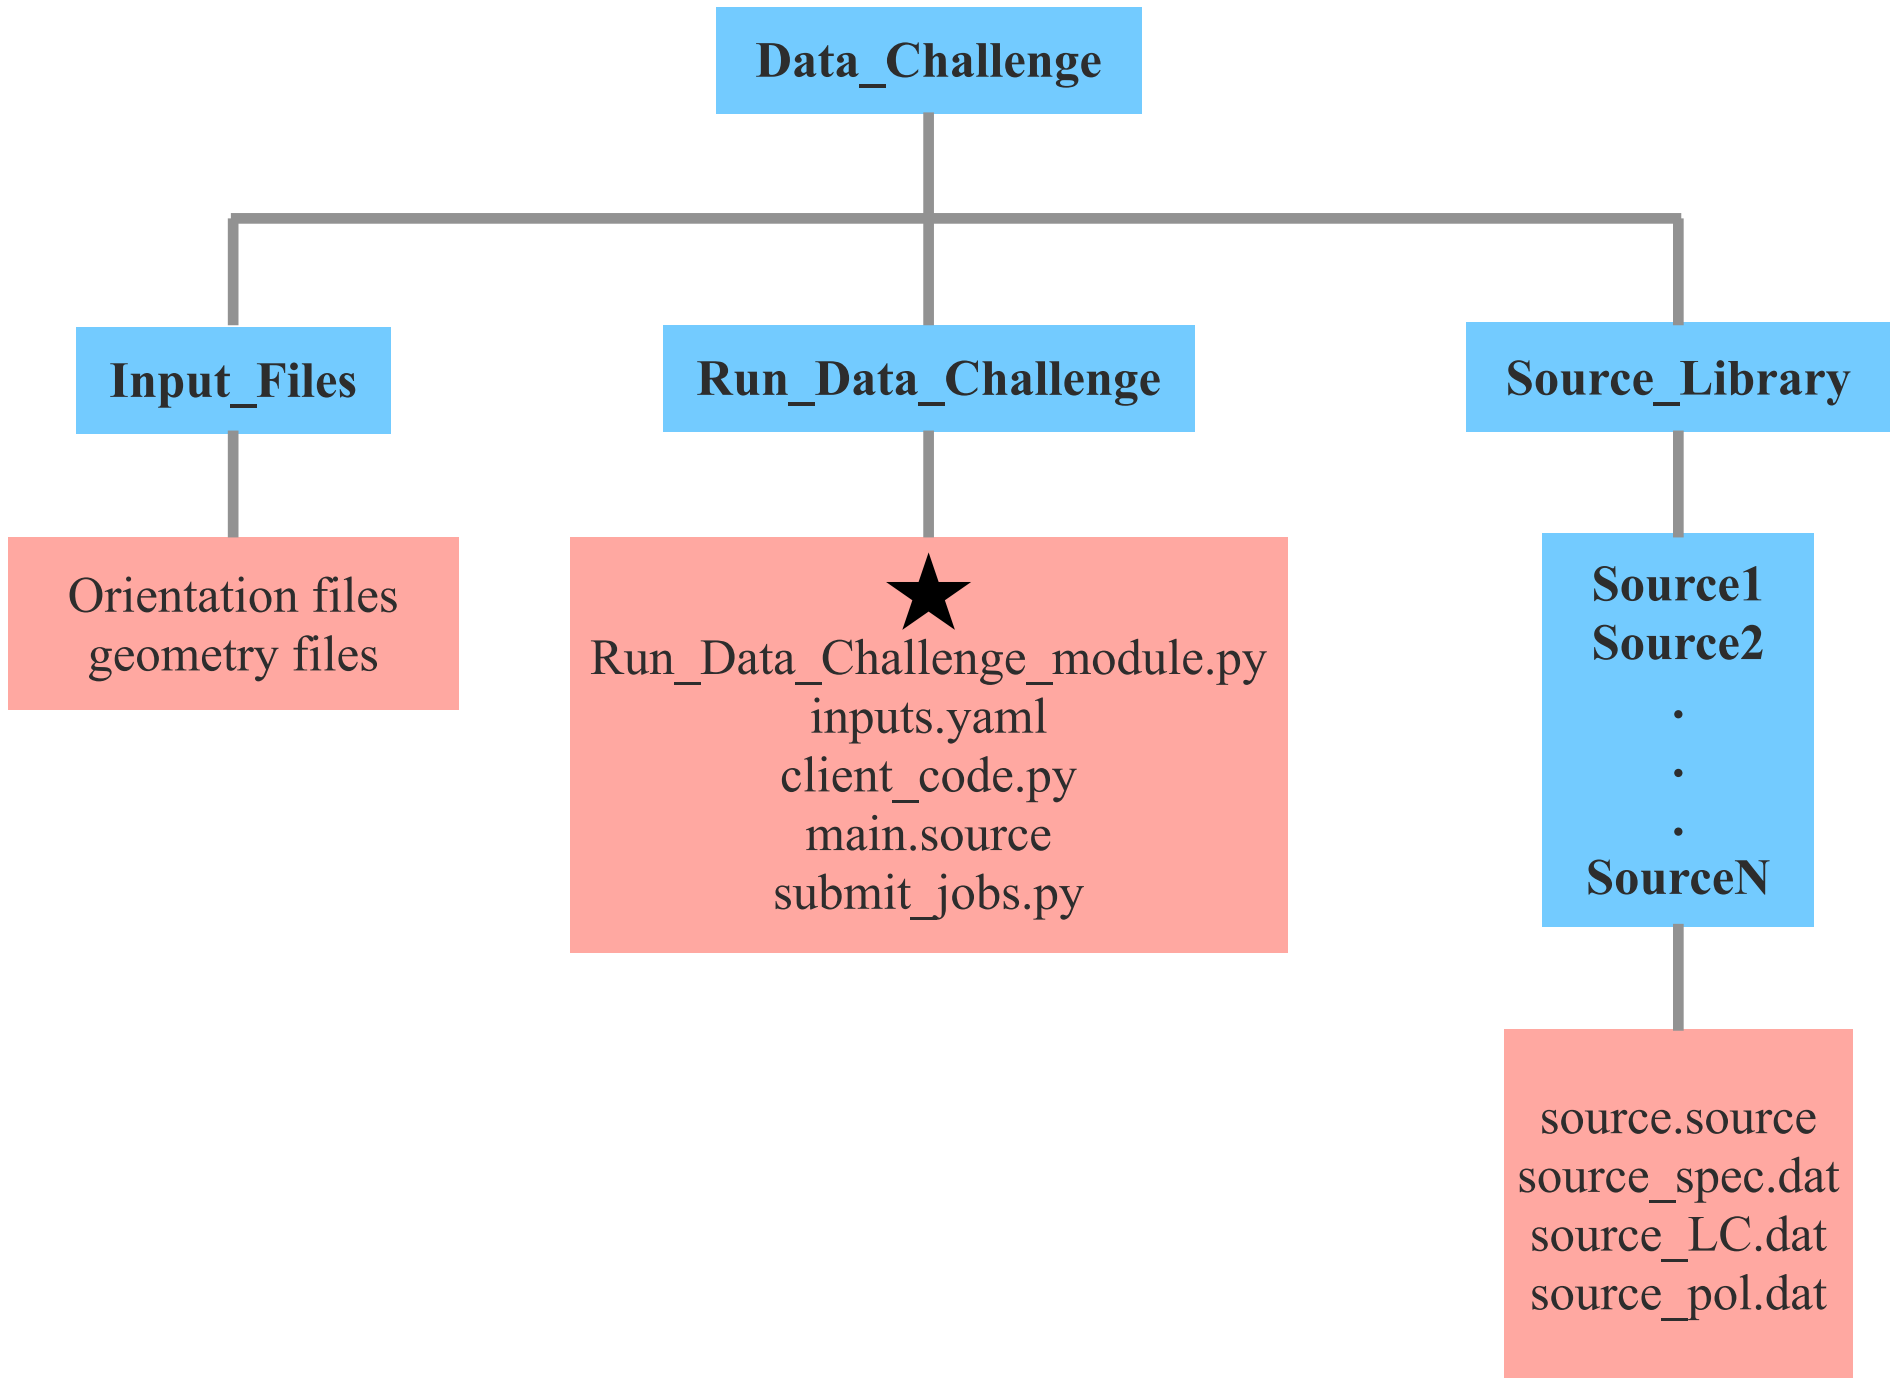 Data_Challenge
Input_Files
Run_Data_Challenge
Source_Library
Orientation files
geometry files
Run_Data_Challenge_module.py
inputs.yaml
client_code.py
main.source
submit_jobs.py
Source1
Source2
.
.
.
SourceN
source.source
source_spec.dat
source_LC.dat
source_pol.dat